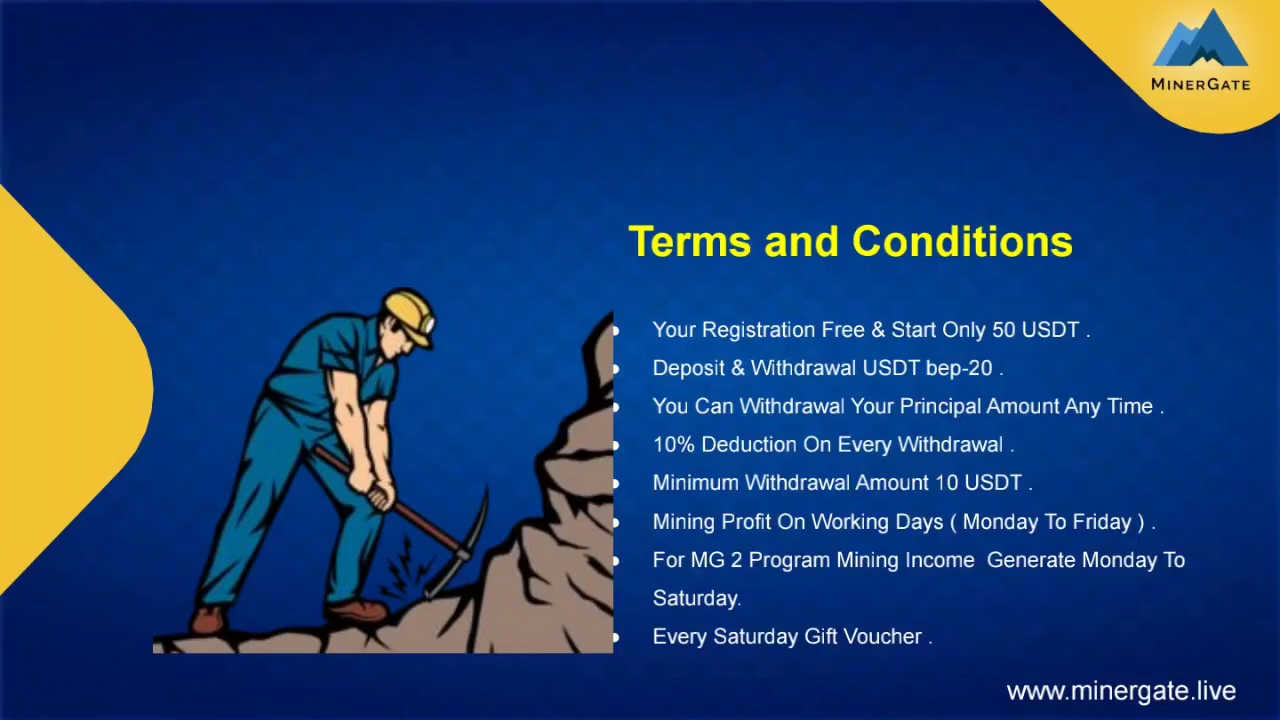 MINERGATE
Terms and Conditions
• Your Registration Free & Start Only 50 USDT .
• Deposit & Withdrawal USDT bep-20 .
• You Can Withdrawal Your Principal Amount Any Time .
• 10% Deduction On Every Withdrawal .
• Minimum Withdrawal Amount 10 USDT .
• Mining Profit On Working Days ( Monday To Friday ) .
• For MG 2 Program Mining Income  Generate Monday To
Saturday.
• Every Saturday Gift Voucher .
www.minergate.live